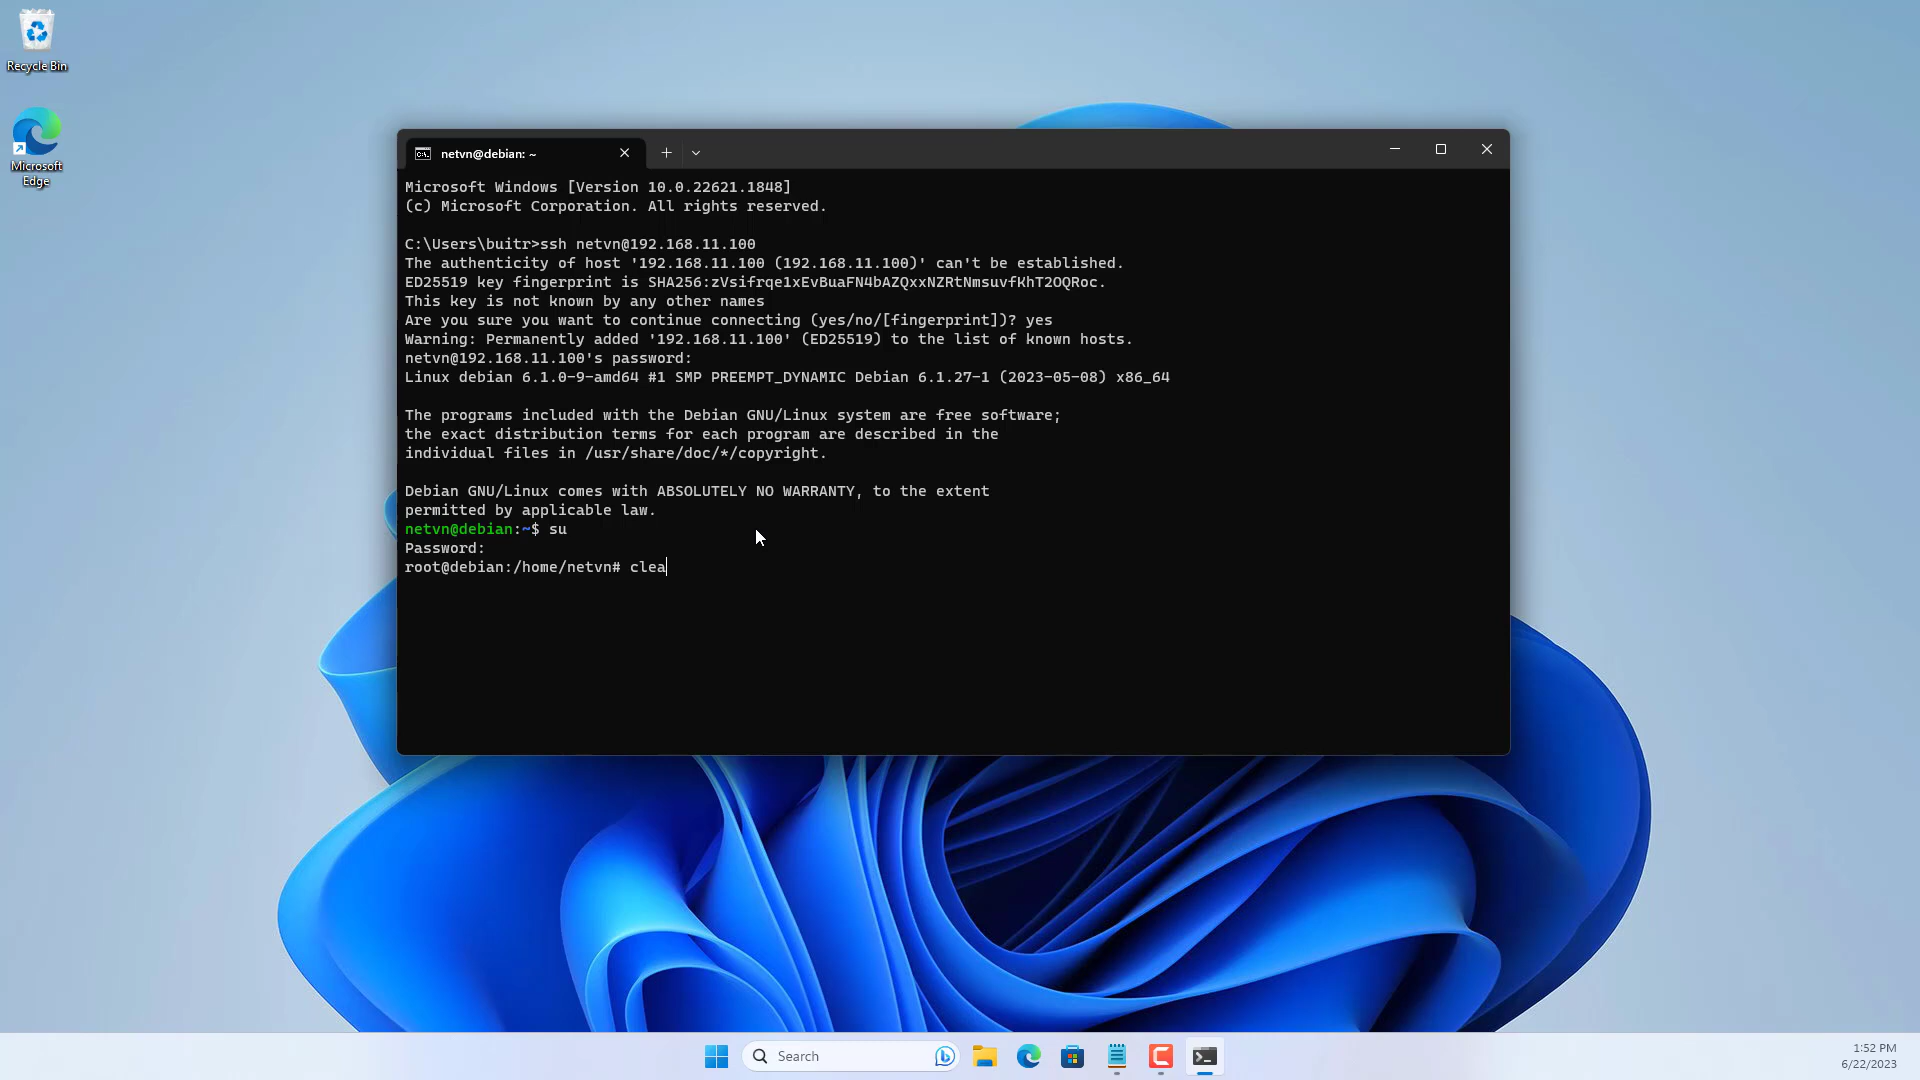 Recycle Bin
Microsoft
Edge
netvn@debian: ~
Microsoft Windows [Version 10.0.22621.1848]
(c) Microsoft Corporation. All rights reserved.
C:\Users\buitr>ssh netvn@192.168.11.100
The authenticity of host '192.168.11.100 (192.168.11.100)' can't be established.
ED25519 key fingerprint is SHA256:zVsifrqe1xEvBuaFN4bAZQxxNZRtNmsuvfKhT2OQRoc.
This key is not known by any other names
Are you sure you want to continue connecting (yes/no/[fingerprint])? yes
Warning: Permanently added '192.168.11.100' (ED25519) to the list of known hosts.
netvn@192.168.11.100's password:
Linux debian 6.1.0-9-amd64 #1 SMP PREEMPT_DYNAMIC Debian 6.1.27-1 (2023-05-08) x86_64
The programs included with the Debian GNU/Linux system are free software;
the exact distribution terms for each program are described in the
individual files in /usr/share/doc/*/copyright.
Debian GNU/Linux comes with ABSOLUTELY NO WARRANTY, to the extent
permitted by applicable law.
netvn@debian:~$ su
Password:
root@debian:/home/netvn# clea
Search
1:52 PM
6/22/2023